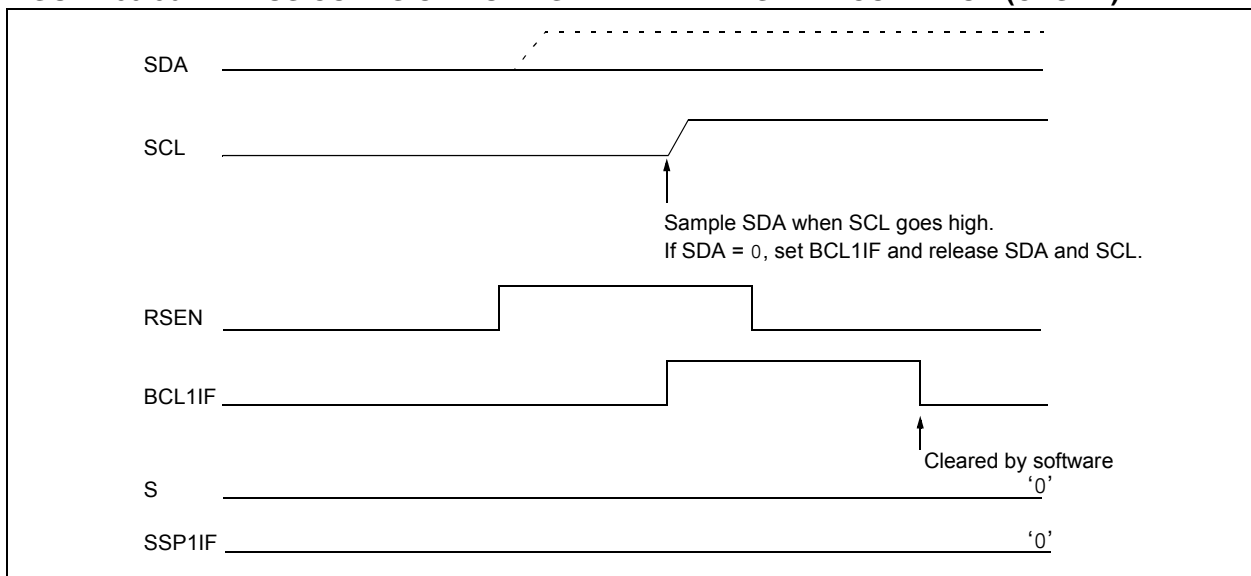 SDA
SCL
Sample SDA when SCL goes high.
If SDA = 0, set BCL1IF and release SDA and SCL.
RSEN
BCL1IF
Cleared by software
S
‘0’
SSP1IF
‘0’